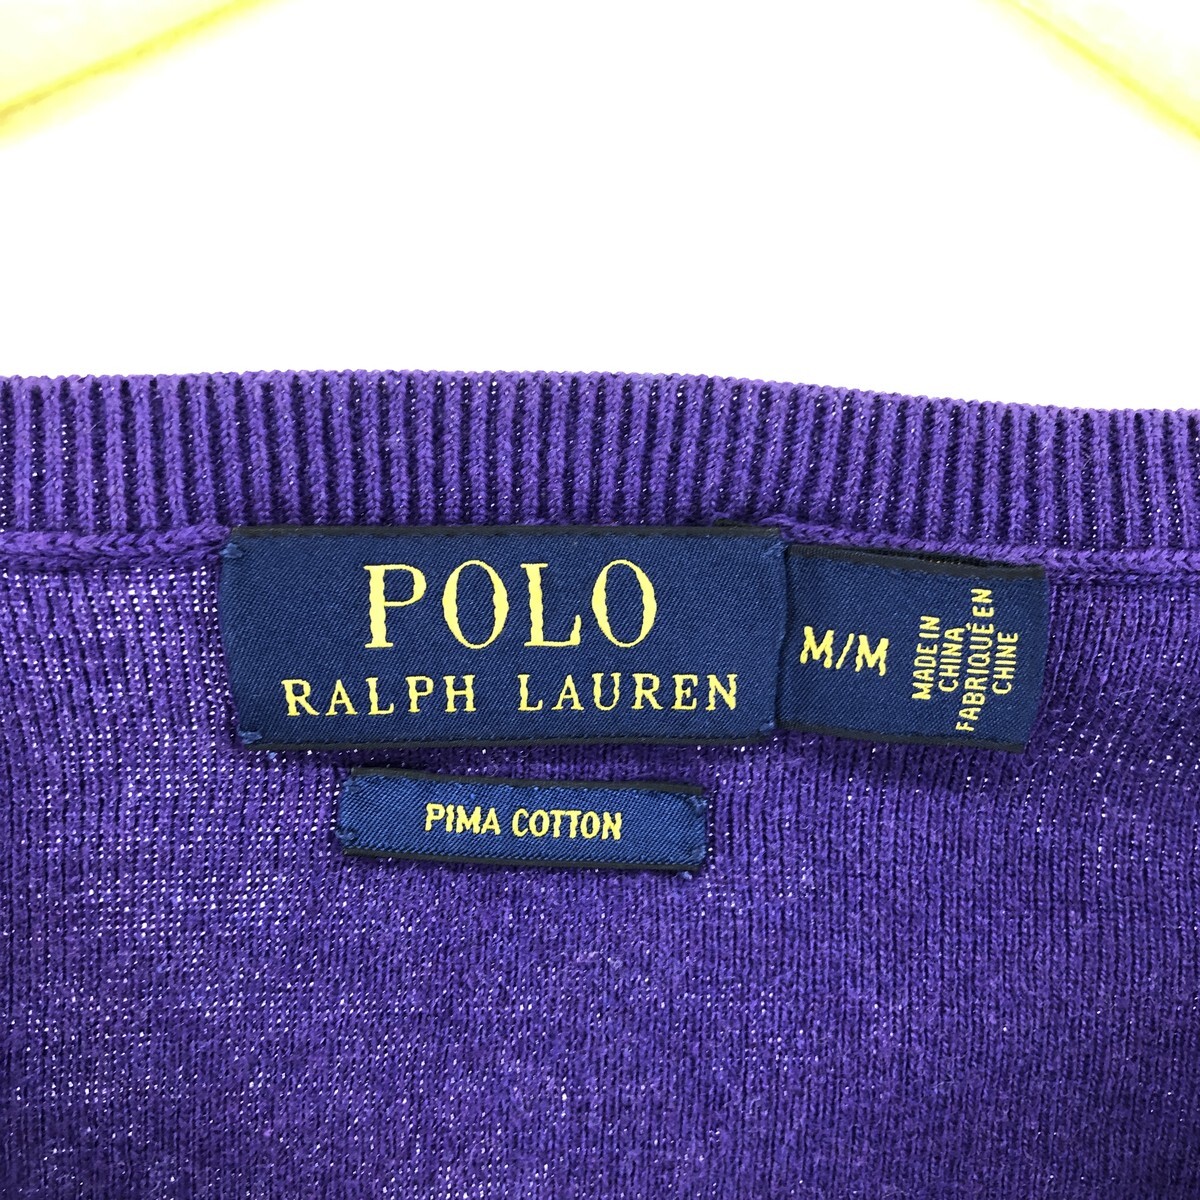 POLO
RALPH LAUREN
M/M
MADE IN
CHINA
FABRIQUÉ EN
CHINE
PIMA COTTON